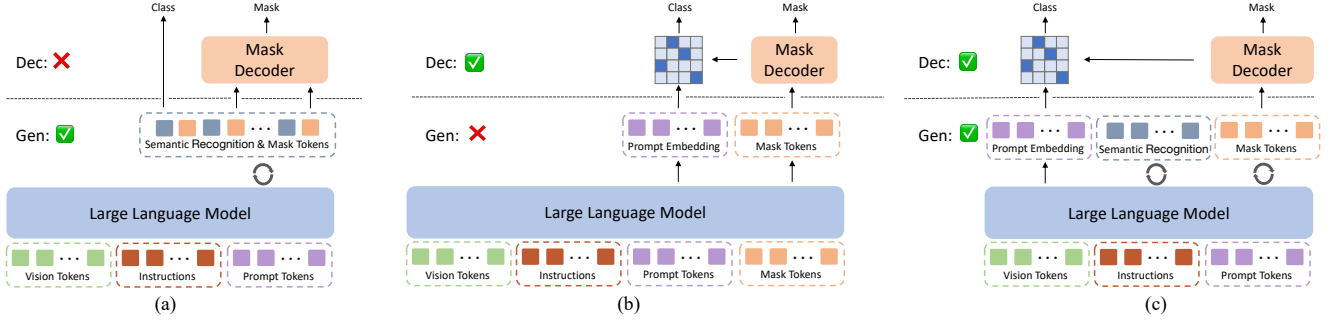 Class
Mask
Dec:
Mask
Decoder
Gen:
Semantic Recognition & Mask Tokens
Large Language Model
Vision Tokens
Instructions
Prompt Tokens
(a)
Class
Mask
Dec:
Mask
Decoder
Gen:
Prompt Embedding
Mask Tokens
Large Language Model
Vision Tokens
Instructions
Prompt Tokens
Mask Tokens
(b)
Class
Mask
Dec:
Mask
Decoder
Gen:
Prompt Embedding
Semantic Recognition
Mask Tokens
Large Language Model
Vision Tokens
Instructions
Prompt Tokens
(c)